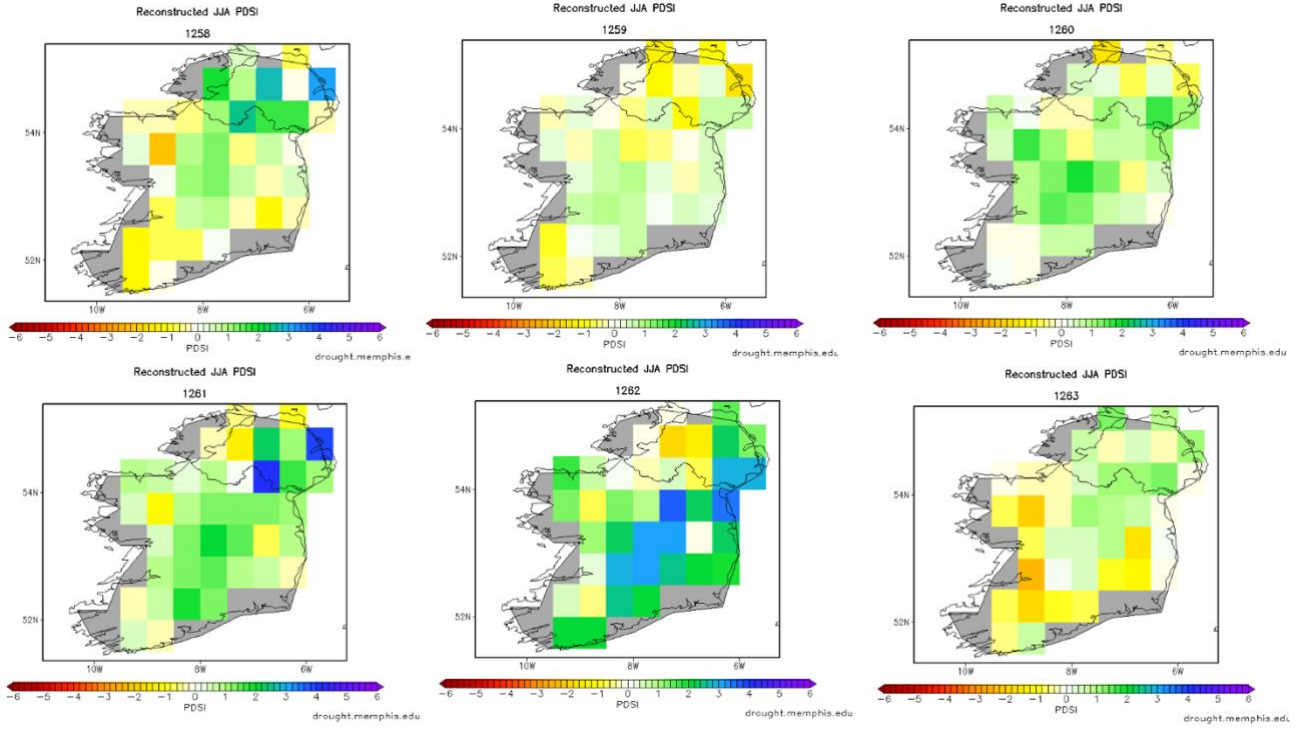 Reconstructed JJA PDSI
1258
54N
52N
10W 8W 6W
-6 -5 -4 -3 -2 -1 0 1 2 3 4 5 6
PDSI
drought.memphis.e
Reconstructed JJA PDSI
1259
54N
52N
10W 8W 6W
-6 -5 -4 -3 -2 -1 0 1 2 3 4 5 6
PDSI
drought.memphis.edu
Reconstructed JJA PDSI
1260
54N
52N
10W 8W 6W
-6 -5 -4 -3 -2 -1 0 1 2 3 4 5 6
PDSI
drought.memphis.edu
Reconstructed JJA PDSI
1261
54N
52N
10W 8W 6W
-6 -5 -4 -3 -2 -1 0 1 2 3 4 5 6
PDSI
drought.memphis.edu
Reconstructed JJA PDSI
1262
54N
52N
10W 8W 6W
-6 -5 -4 -3 -2 -1 0 1 2 3 4 5 6
PDSI
drought.memphis.edu
Reconstructed JJA PDSI
1263
54N
52N
10W 8W 6W
-6 -5 -4 -3 -2 -1 0 1 2 3 4 5 6
PDSI
drought.memphis.edu